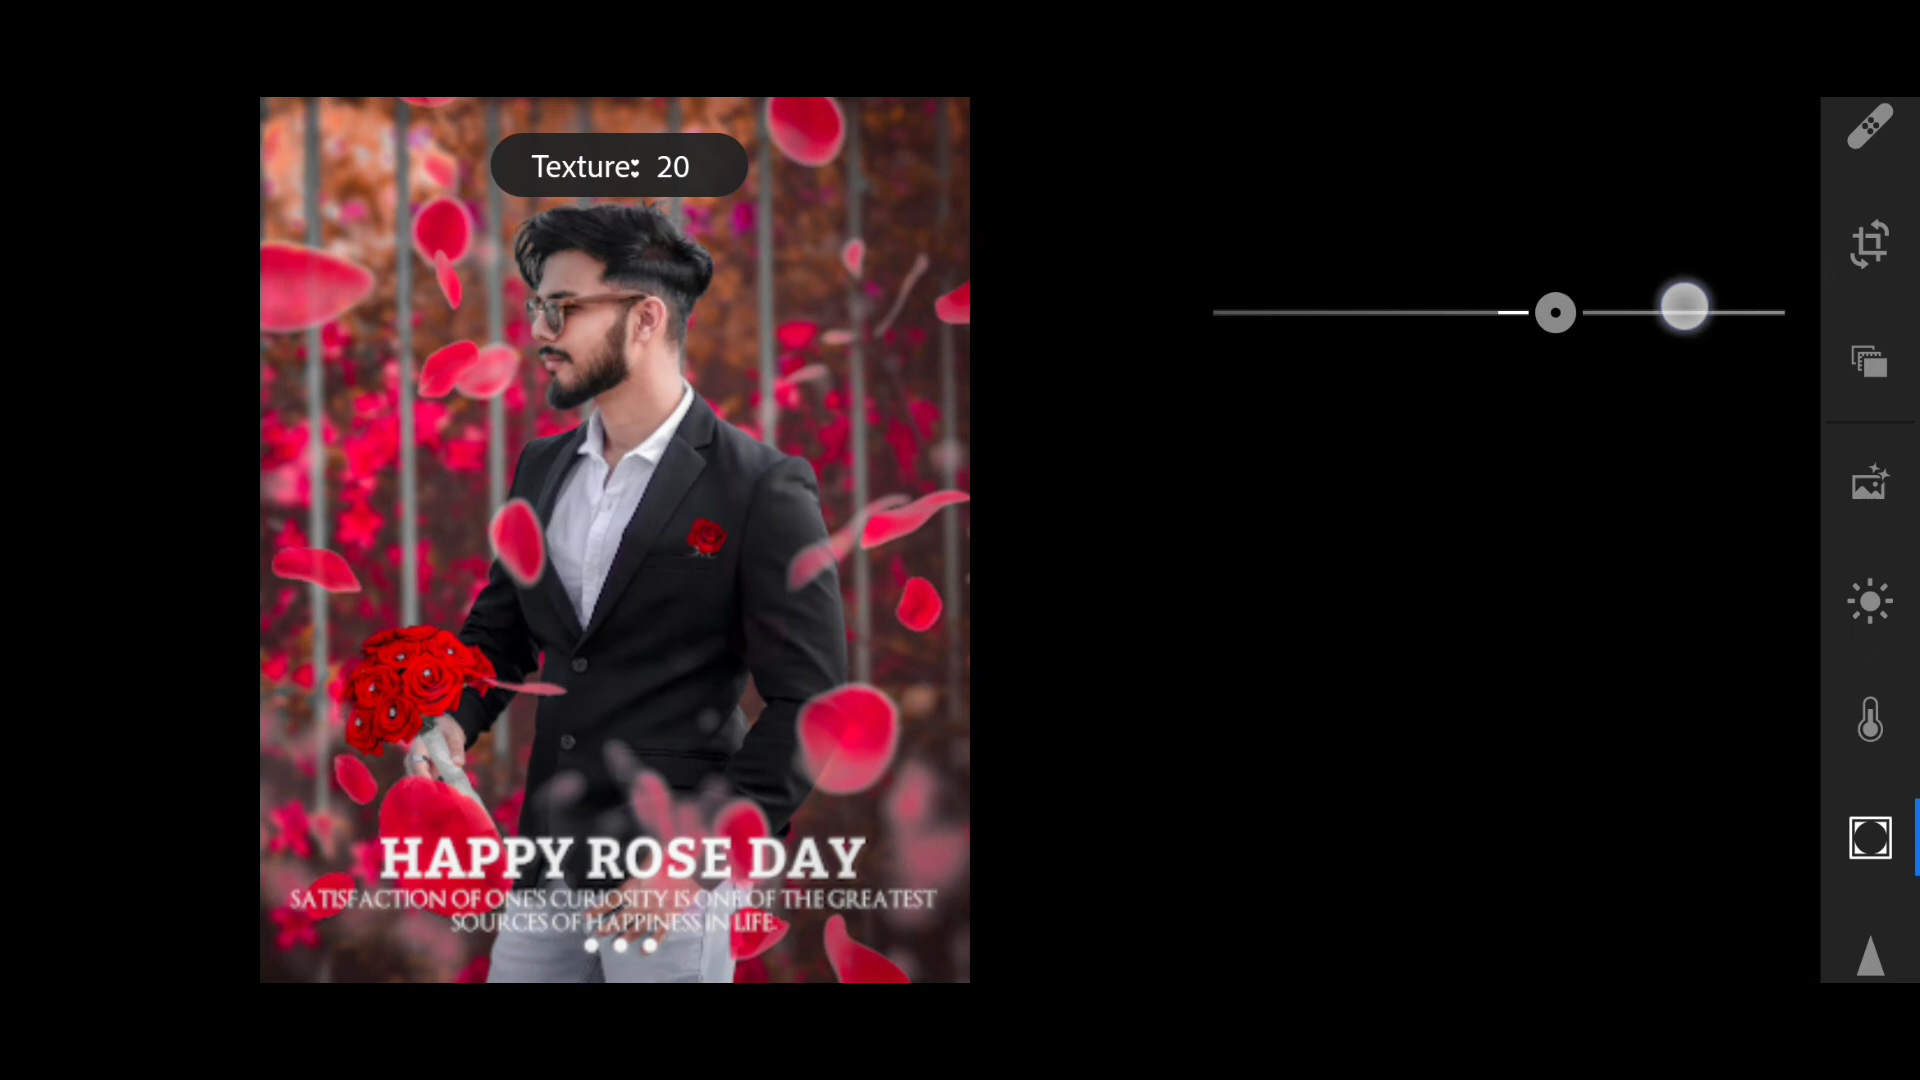 Texture: 20
HAPPY ROSE DAY
SATISFACTION OF ONE'S CURIOSITY IS ONE OF THE GREATEST
SOURCES OF HAPPINESS IN LIFE.